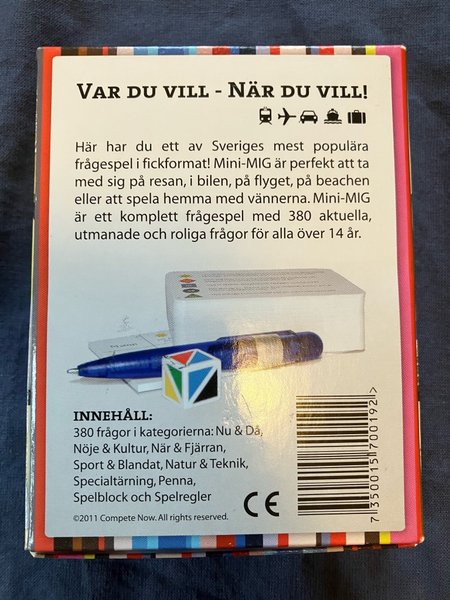 VAR DU VILL - NÄR DU VILL!
Här har du ett av Sveriges mest populära
frågespel i fickformat! Mini-MIG är perfekt att ta
med sig på resan, i bilen, på flyget, på beachen
eller att spela hemma med vännerna. Mini-MIG
är ett komplett frågespel med 380 aktuella,
utmanade och roliga frågor för alla över 14 år.
INNEHÅLL:
380 frågor i kategorierna: Nu & Då,
Nöje & Kultur, När & Fjärran,
Sport & Blandat, Natur & Teknik,
Specialtärning, Penna,
Spelblock och Spelregler
©2011 Compete Now. All rights reserved.
CE
7 350015 700192 >